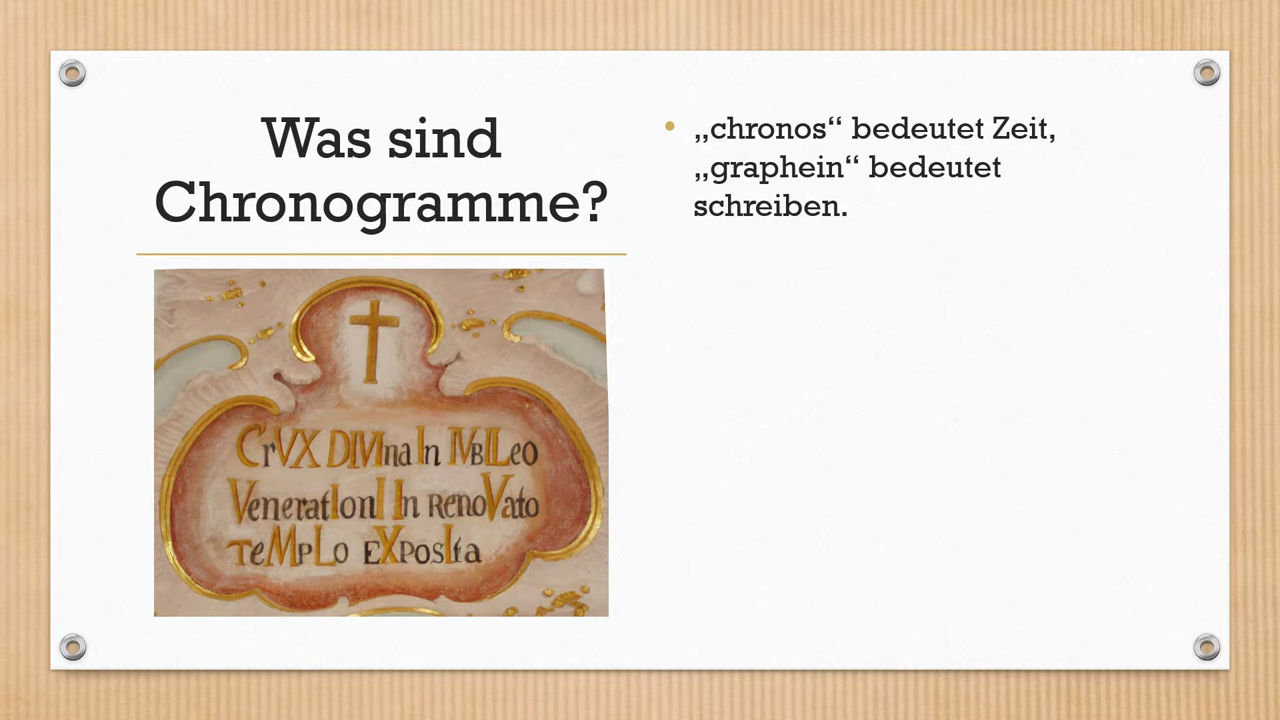 Was sind
Chronogramme?
• „chronos“ bedeutet Zeit,
„graphein“ bedeutet
schreiben.
CrVX DIVIna In IVBILeo
VeneratIonI In RenoVato
TeMpLo EXPosIta